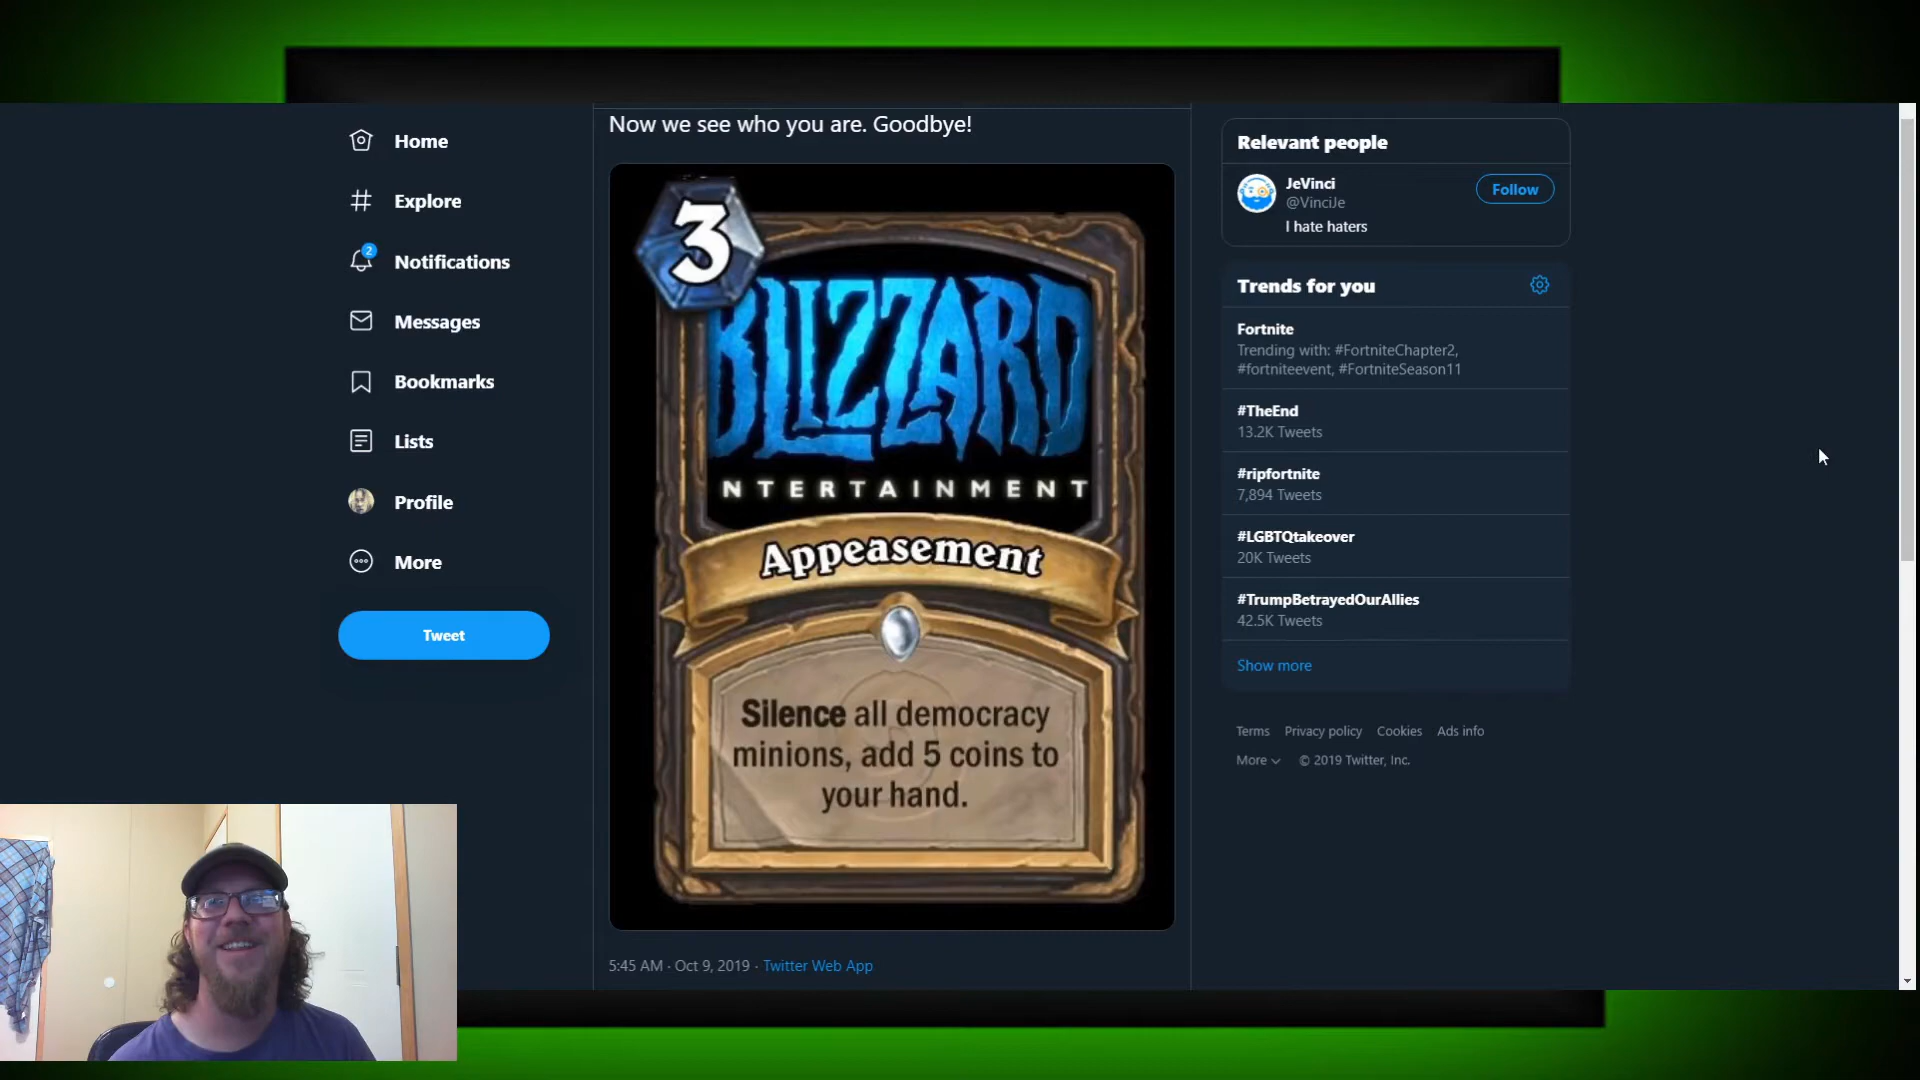 Home
Explore
2
Notifications
Messages
Bookmarks
Lists
Profile
More
Tweet
Now we see who you are. Goodbye!
3
BLIZZARD
NTERTAINMENT
Appeasement
Silence all democracy
minions, add 5 coins to
your hand.
5:45 AM · Oct 9, 2019 · Twitter Web App
Relevant people
JeVinci
@VinciJe
Follow
I hate haters
Trends for you
Fortnite
Trending with: #FortniteChapter2,
#fortniteevent, #FortniteSeason11
#TheEnd
13.2K Tweets
#ripfortnite
7,894 Tweets
#LGBTQtakeover
20K Tweets
#TrumpBetrayedOurAllies
42.5K Tweets
Show more
Terms Privacy policy Cookies Ads info
More © 2019 Twitter, Inc.